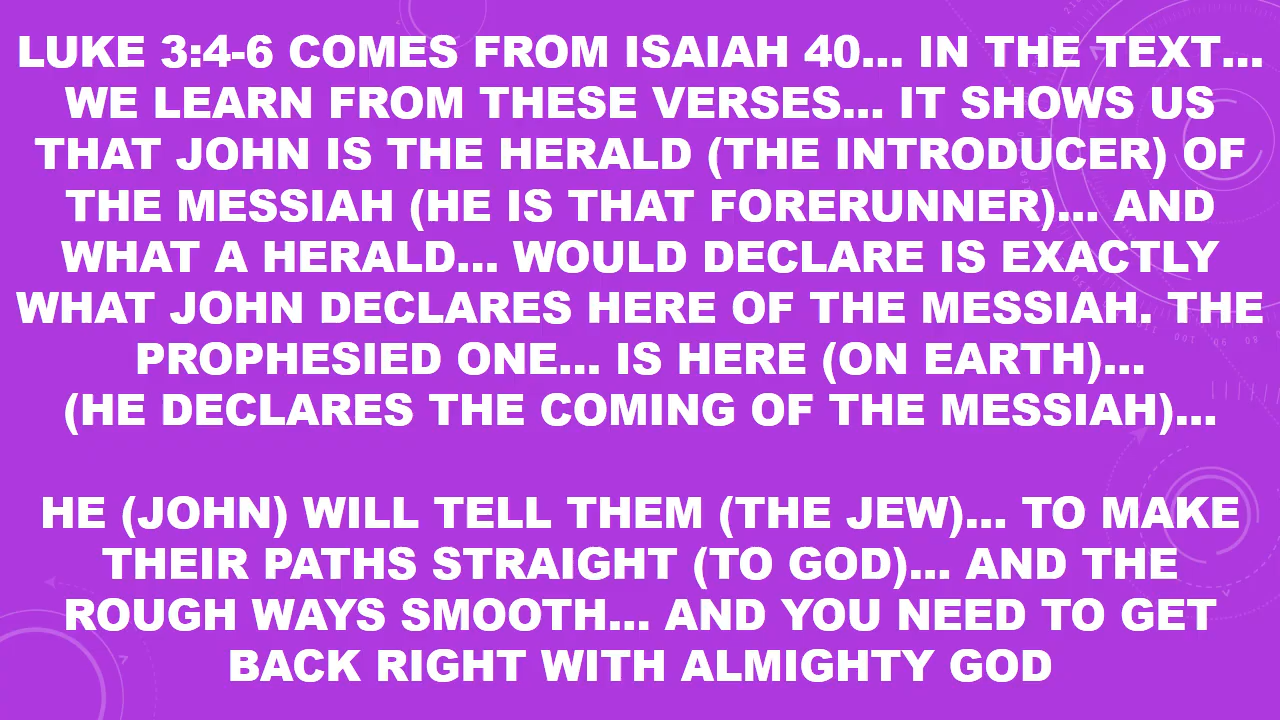 LUKE 3:4-6 COMES FROM ISAIAH 40... IN THE TEXT...
WE LEARN FROM THESE VERSES... IT SHOWS US
THAT JOHN IS THE HERALD (THE INTRODUCER) OF
THE MESSIAH (HE IS THAT FORERUNNER)... AND
WHAT A HERALD... WOULD DECLARE IS EXACTLY
WHAT JOHN DECLARES HERE OF THE MESSIAH. THE
PROPHESIED ONE... IS HERE (ON EARTH)...
(HE DECLARES THE COMING OF THE MESSIAH)...
HE (JOHN) WILL TELL THEM (THE JEW)... TO MAKE
THEIR PATHS STRAIGHT (TO GOD)... AND THE
ROUGH WAYS SMOOTH... AND YOU NEED TO GET
BACK RIGHT WITH ALMIGHTY GOD